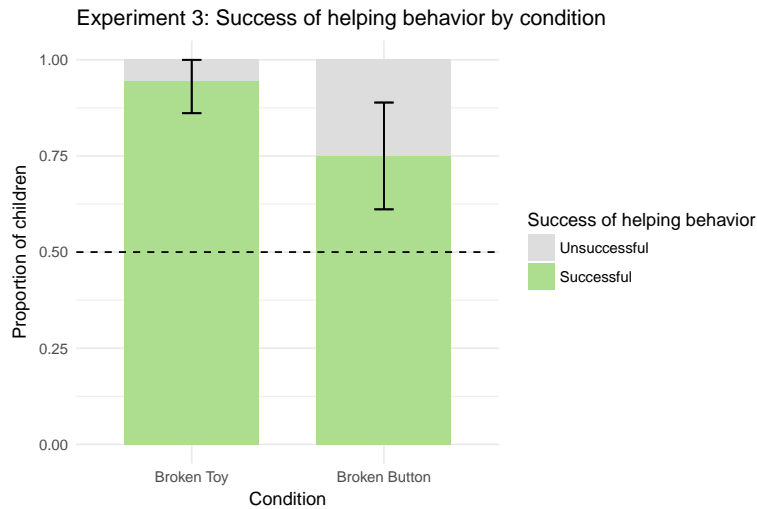 Experiment 3: Success of helping behavior by condition
Proportion of children
1.00
0.75
0.50
0.25
0.00
Broken Toy
Broken Button
Condition
Success of helping behavior
Unsuccessful
Successful